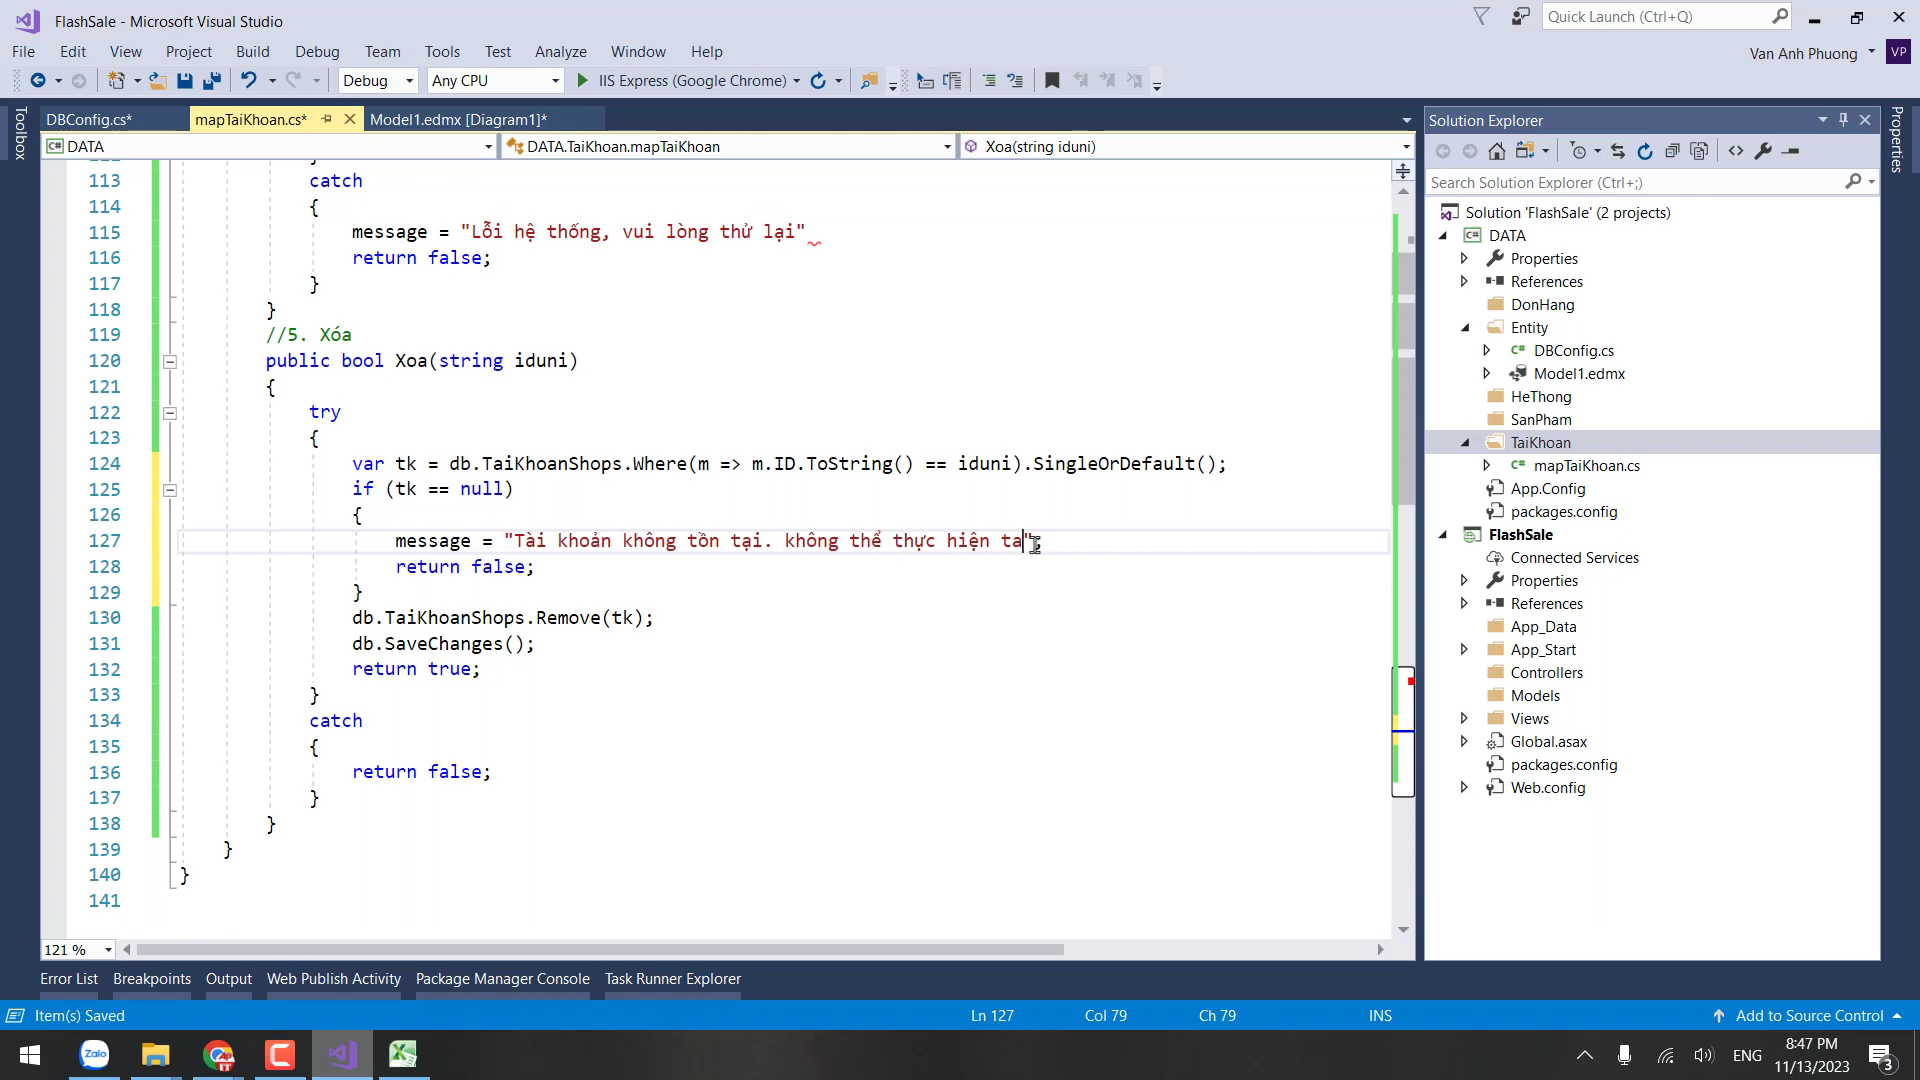 FlashSale - Microsoft Visual Studio
Quick Launch (Ctrl+Q)
File Edit View Project Build Debug Team Tools Test Analyze Window Help
Van Anh Phuong VP
Debug Any CPU IIS Express (Google Chrome)
Toolbox
DBConfig.cs* mapTaiKhoan.cs* Model1.edmx [Diagram1]*
DATA DATA.TaiKhoan.mapTaiKhoan Xoa(string iduni)
113 catch
114 {
115 message = "Lỗi hệ thống, vui lòng thử lại"
116 return false;
117 }
118 }
119 //5. Xóa
120 public bool Xoa(string iduni)
121 {
122 try
123 {
124 var tk = db.TaiKhoanShops.Where(m => m.ID.ToString() == iduni).SingleOrDefault();
125 if (tk == null)
126 {
127 message = "Tài khoản không tồn tại. không thể thực hiện ta";
128 return false;
129 }
130 db.TaiKhoanShops.Remove(tk);
131 db.SaveChanges();
132 return true;
133 }
134 catch
135 {
136 return false;
137 }
138 }
139 }
140 }
141
121 %
Error List Breakpoints Output Web Publish Activity Package Manager Console Task Runner Explorer
Solution Explorer
Search Solution Explorer (Ctrl+;)
Solution 'FlashSale' (2 projects)
C# DATA
Properties
References
DonHang
Entity
C# DBConfig.cs
Model1.edmx
HeThong
SanPham
TaiKhoan
C# mapTaiKhoan.cs
App.Config
packages.config
FlashSale
Connected Services
Properties
References
App_Data
App_Start
Controllers
Models
Views
Global.asax
packages.config
Web.config
Properties
Item(s) Saved Ln 127 Col 79 Ch 79 INS Add to Source Control
Zalo
ENG
8:47 PM
11/13/2023
3